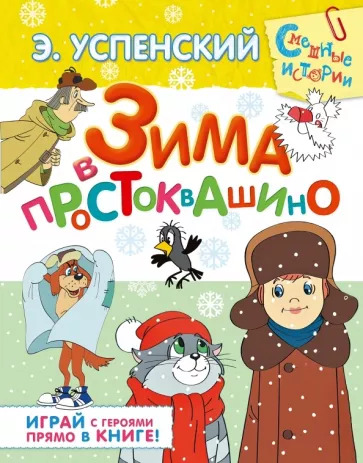 Э. УСПЕНСКИЙ
Смешные
истории
ЗИМА
В
ПРОСТОКВАШИНО
ИГРАЙ С ГЕРОЯМИ
ПРЯМО В КНИГЕ!